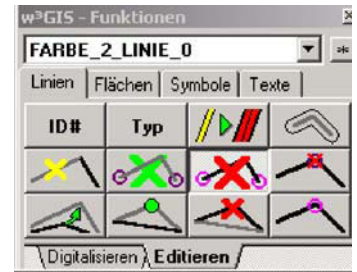 w³GIS - Funktionen
FARBE_2_LINIE_0
Linien Flächen Symbole Texte
ID# Typ
Digitalisieren Editieren